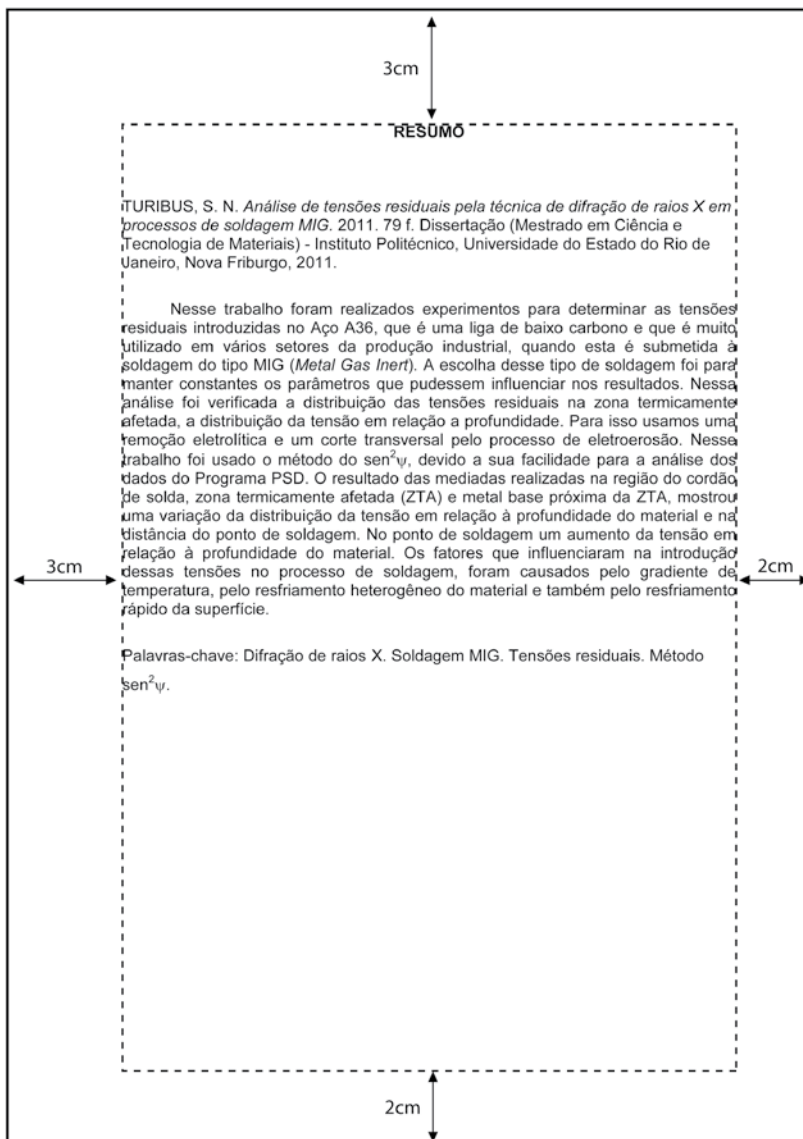 3cm
RESUMO
TURIBUS, S. N. Análise de tensões residuais pela técnica de difração de raios X em
processos de soldagem MIG. 2011. 79 f. Dissertação (Mestrado em Ciência e
Tecnologia de Materiais) - Instituto Politécnico, Universidade do Estado do Rio de
Janeiro, Nova Friburgo, 2011.
Nesse trabalho foram realizados experimentos para determinar as tensões
residuais introduzidas no Aço A36, que é uma liga de baixo carbono e que é muito
utilizado em vários setores da produção industrial, quando esta é submetida à
soldagem do tipo MIG (Metal Gas Inert). A escolha desse tipo de soldagem foi para
manter constantes os parâmetros que pudessem influenciar nos resultados. Nessa
análise foi verificada a distribuição das tensões residuais na zona termicamente
afetada, a distribuição da tensão em relação a profundidade. Para isso usamos uma
remoção eletrolítica e um corte transversal pelo processo de eletroerosão. Nesse
trabalho foi usado o método do sen²ψ, devido a sua facilidade para a análise dos
dados do Programa PSD. O resultado das mediadas realizadas na região do cordão
de solda, zona termicamente afetada (ZTA) e metal base próxima da ZTA, mostrou
uma variação da distribuição da tensão em relação à profundidade do material e na
distância do ponto de soldagem. No ponto de soldagem um aumento da tensão em
relação à profundidade do material. Os fatores que influenciaram na introdução
dessas tensões no processo de soldagem, foram causados pelo gradiente de
temperatura, pelo resfriamento heterogêneo do material e também pelo resfriamento
rápido da superfície.
3cm
2cm
Palavras-chave: Difração de raios X. Soldagem MIG. Tensões residuais. Método
sen²ψ.
2cm